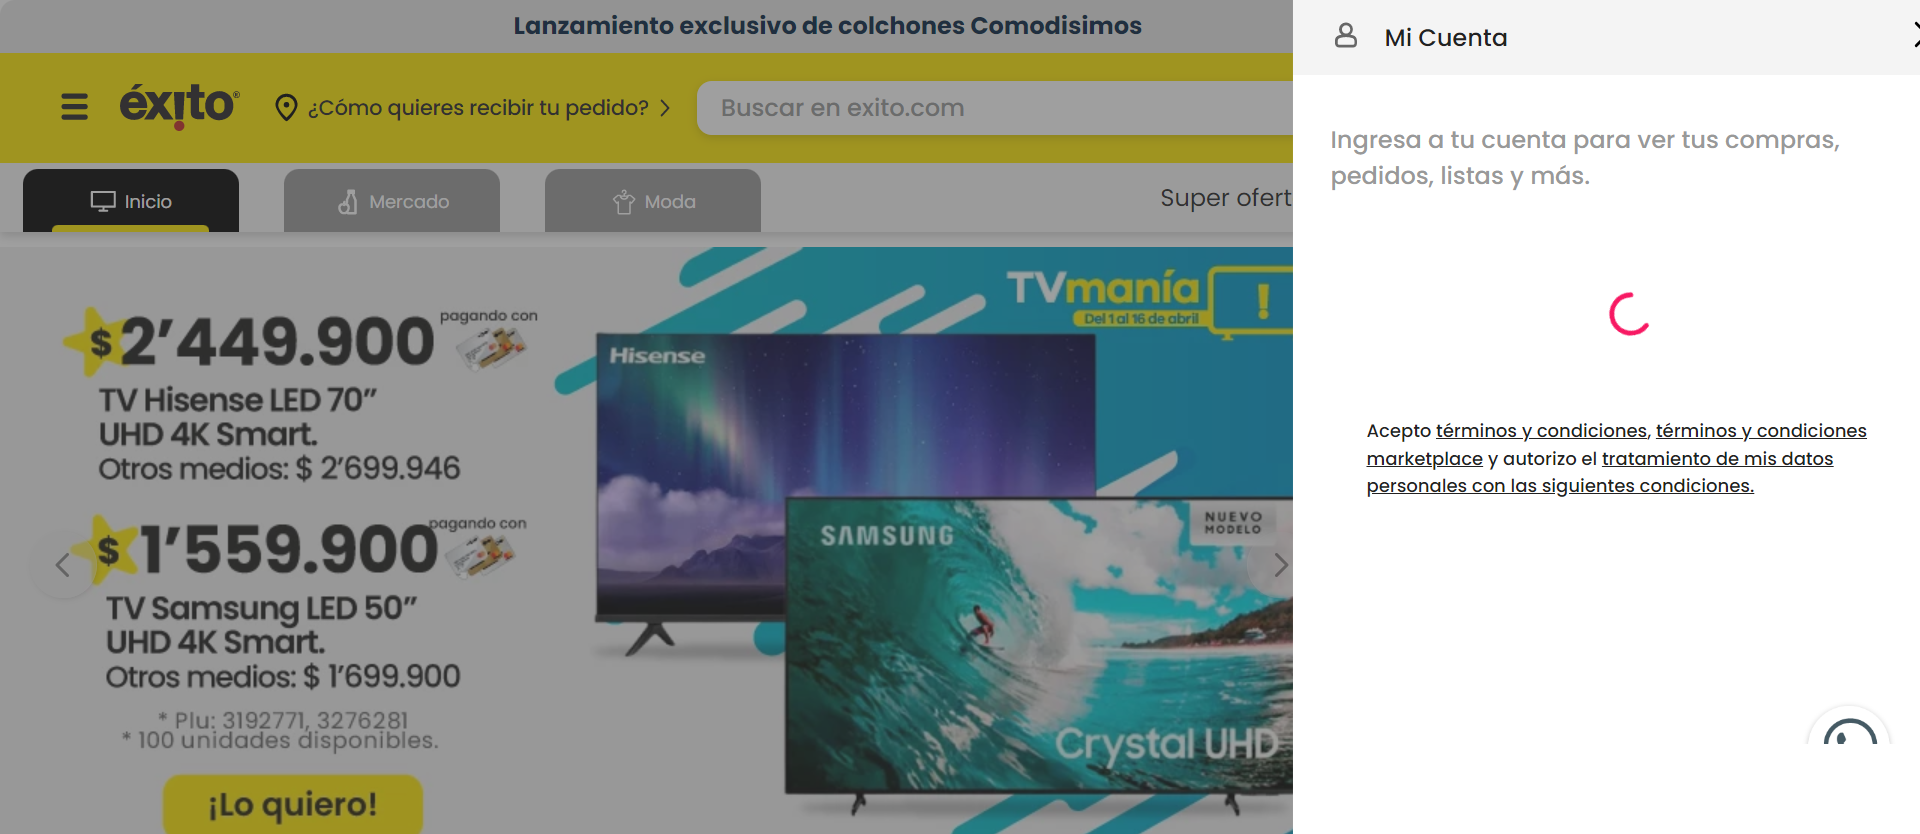 Lanzamiento exclusivo de colchones Comodisimos
éxito®
¿Cómo quieres recibir tu pedido?
Buscar en exito.com
Inicio
Mercado
Moda
Super ofert
Mi Cuenta
Ingresa a tu cuenta para ver tus compras,
pedidos, listas y más.
Acepto términos y condiciones, términos y condiciones
marketplace y autorizo el tratamiento de mis datos
personales con las siguientes condiciones.
$ 2’449.900
pagando con
TV Hisense LED 70”
UHD 4K Smart.
Otros medios: $ 2’699.946
$ 1’559.900
pagando con
TV Samsung LED 50”
UHD 4K Smart.
Otros medios: $ 1’699.900
* Plu: 3192771, 3276281
* 100 unidades disponibles.
¡Lo quiero!
TVmanía
!
Del 1 al 16 de abril
Hisense
SAMSUNG
NUEVO
MODELO
Crystal UHD